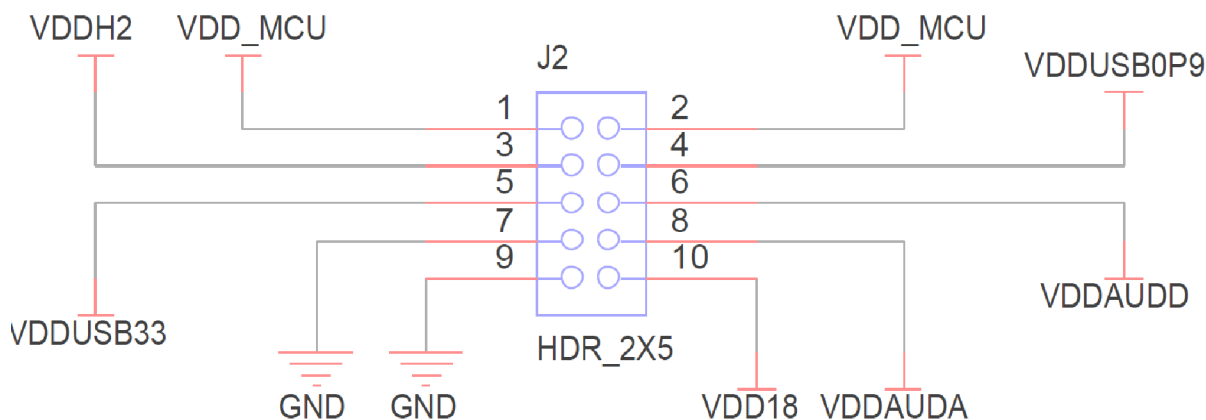 VDDH2 VDD_MCU VDD_MCU
J2 VDDUSB0P9
1 2
3 4
5 6
7 8
9 10
VDDAUDD
VDDUSB33
HDR_2X5
GND GND VDD18 VDDAUDA